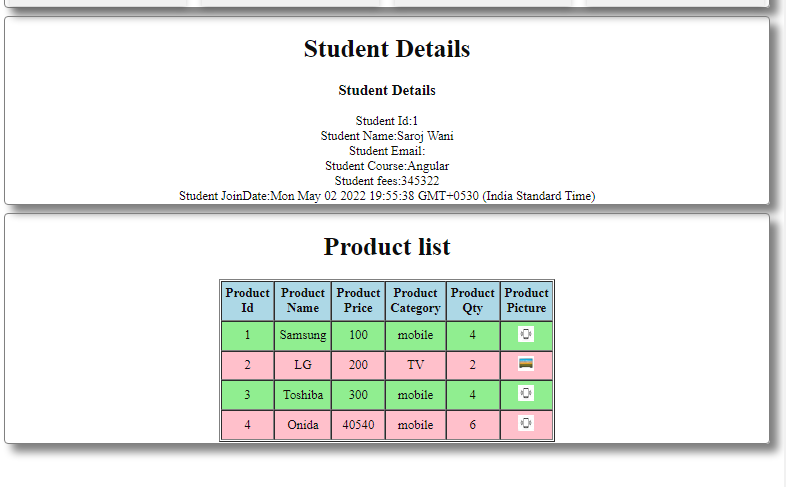 Student Details
Student Details
Student Id:1
Student Name:Saroj Wani
Student Email:
Student Course:Angular
Student fees:345322
Student JoinDate:Mon May 02 2022 19:55:38 GMT+0530 (India Standard Time)
Product list
Product Id Product Name Product Price Product Category Product Qty Product Picture
1 Samsung 100 mobile 4
2 LG 200 TV 2
3 Toshiba 300 mobile 4
4 Onida 40540 mobile 6